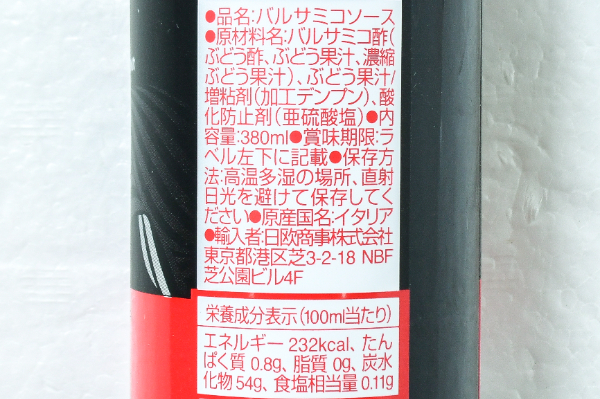 ●品名:バルサミコソース
●原材料名:バルサミコ酢(
ぶどう酢、ぶどう果汁、濃縮
ぶどう果汁)、ぶどう果汁/
増粘剤(加工デンプン)、酸
化防止剤(亜硫酸塩)●内
容量:380ml●賞味期限:ラ
ベル左下に記載●保存方
法:高温多湿の場所、直射
日光を避けて保存してく
ださい●原産国名:イタリア
●輸入者:日欧商事株式会社
東京都港区芝3-2-18 NBF
芝公園ビル4F
栄養成分表示(100ml当たり)
エネルギー 232kcal、たん
ぱく質 0.8g、脂質 0g、炭水
化物 54g、食塩相当量 0.11g